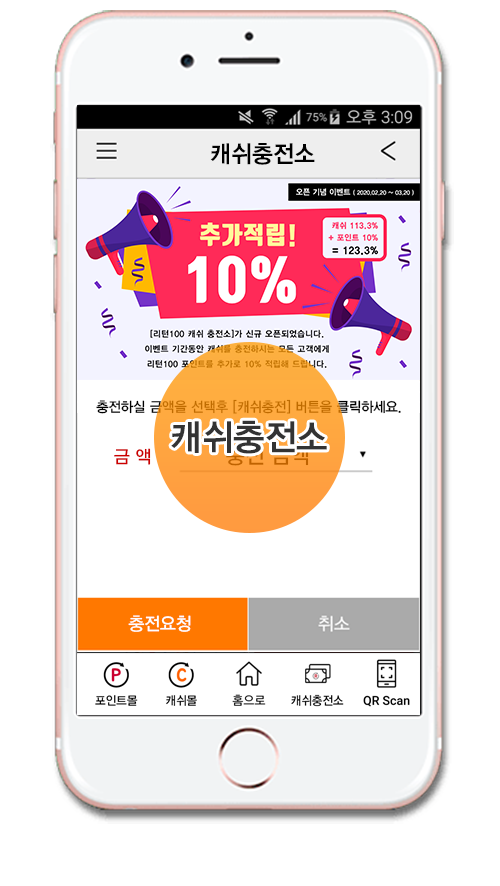 75% 오후 3:09
캐쉬충전소
오픈 기념 이벤트 ( 2020.02.20 ~ 03.20 )
추가적립!
10%
캐쉬 113.3%
+ 포인트 10%
= 123.3%
[리턴100 캐쉬 충전소]가 신규 오픈되었습니다.
이벤트 기간동안 캐쉬를 충전하시는 모든 고객에게
리턴100 포인트를 추가로 10% 적립해 드립니다.
충전하실 금액을 선택후 [캐쉬충전] 버튼을 클릭하세요.
캐쉬충전소
금 액
충전요청
취소
P C
포인트몰 캐쉬몰 홈으로 캐쉬충전소 QR Scan